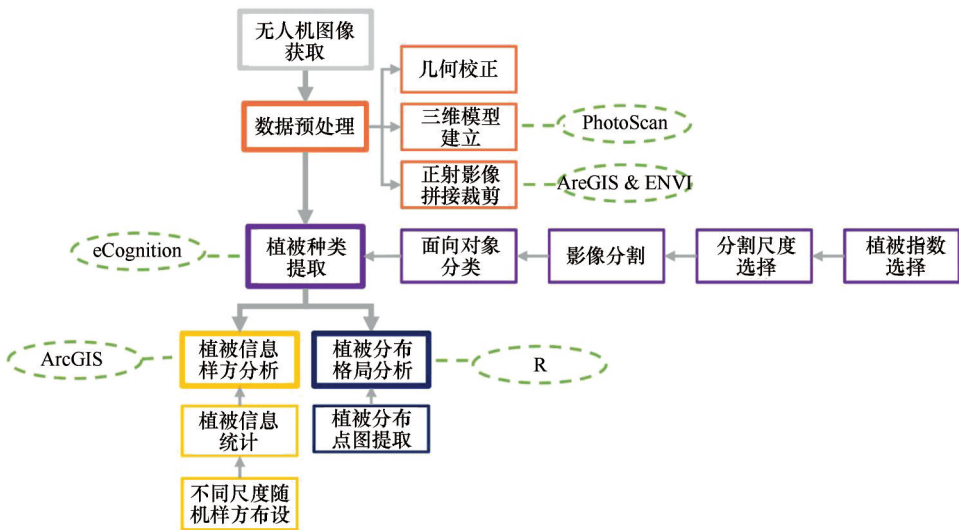 无人机图像
获取
几何校正
数据预处理
三维模型
建立
PhotoScan
正射影像
拼接裁剪
AreGIS & ENVI
eCognition
植被种类
提取
面向对象
分类
影像分割
分割尺度
选择
植被指数
选择
ArcGIS
植被信息
样方分析
植被分布
格局分析
R
植被信息
统计
植被分布
点图提取
不同尺度随
机样方布设